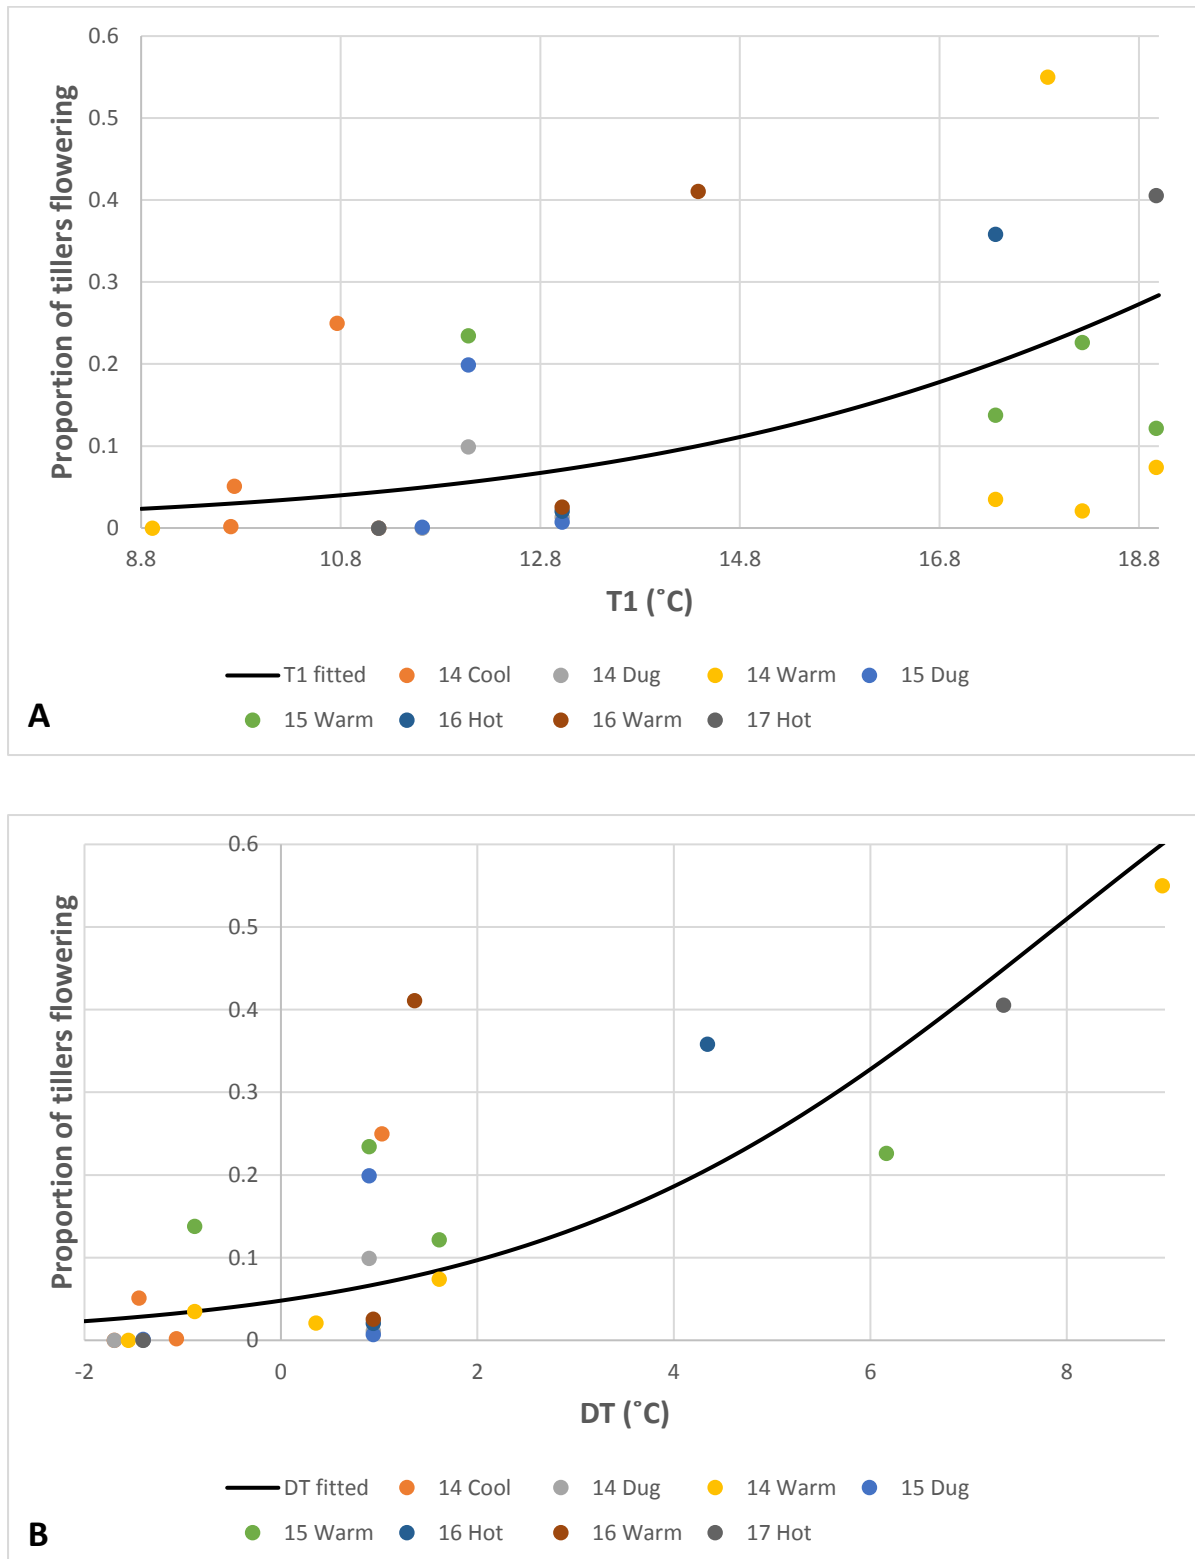 0.6
0.5
0.4
0.3
0.2
0.1
0
Proportion of tillers flowering
8.8 10.8 12.8 14.8 16.8 18.8
T1 (˚C)
T1 fitted 14 Cool 14 Dug 14 Warm 15 Dug
15 Warm 16 Hot 16 Warm 17 Hot
A
0.6
0.5
0.4
0.3
0.2
0.1
0
Proportion of tillers flowering
-2 0 2 4 6 8
DT (˚C)
DT fitted 14 Cool 14 Dug 14 Warm 15 Dug
15 Warm 16 Hot 16 Warm 17 Hot
B